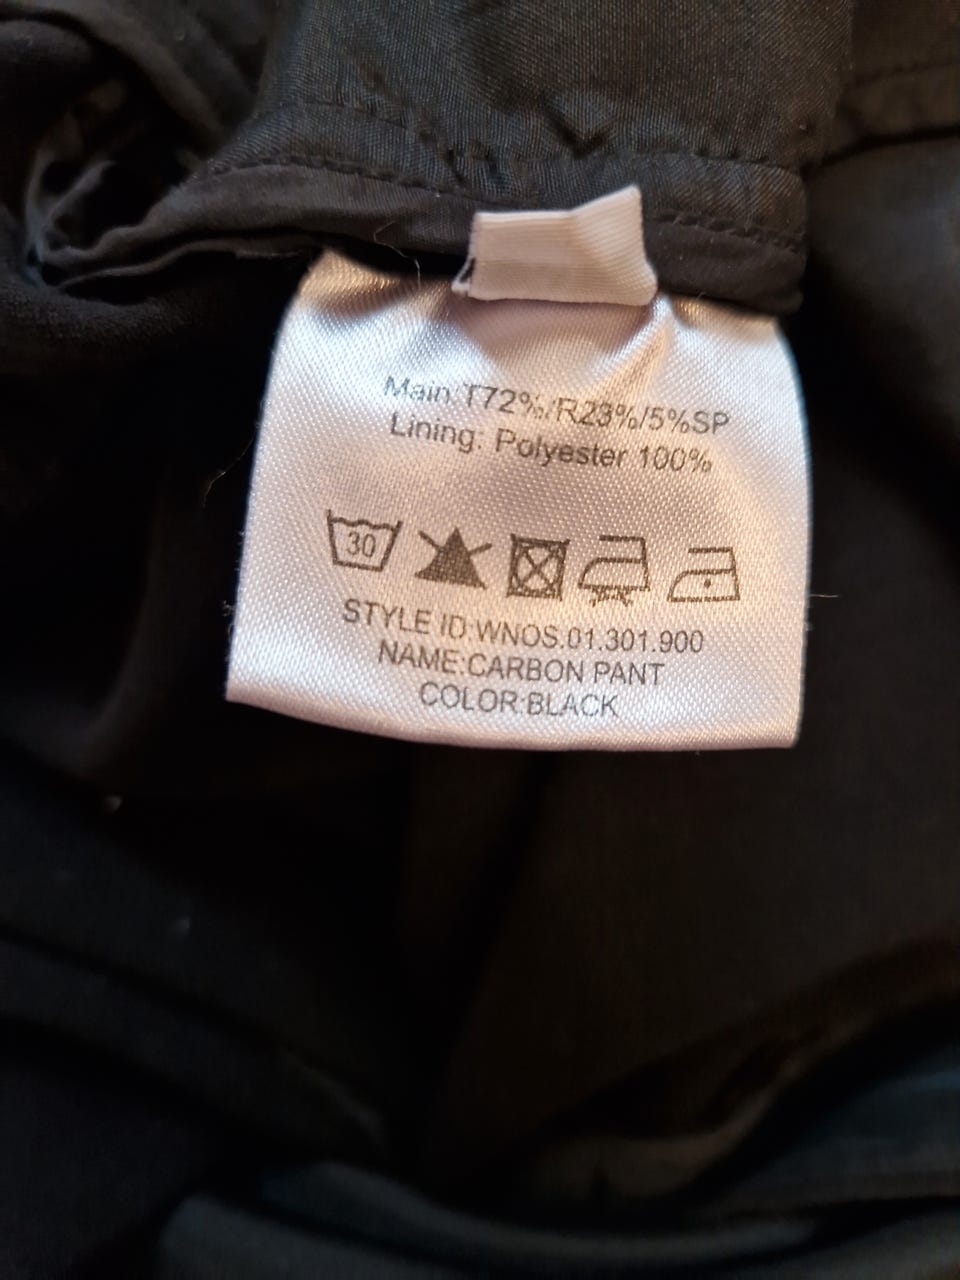 Main:T72%/R23%/5%SP
Lining: Polyester 100%
30
STYLE ID:WNOS.01.301.900
NAME:CARBON PANT
COLOR:BLACK